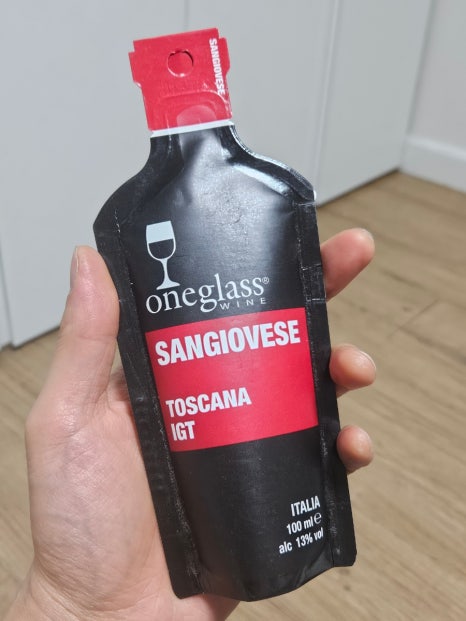 SANGIOVESE
oneglass®
WINE
SANGIOVESE
TOSCANA
IGT
ITALIA
100 ml e
alc 13% vol